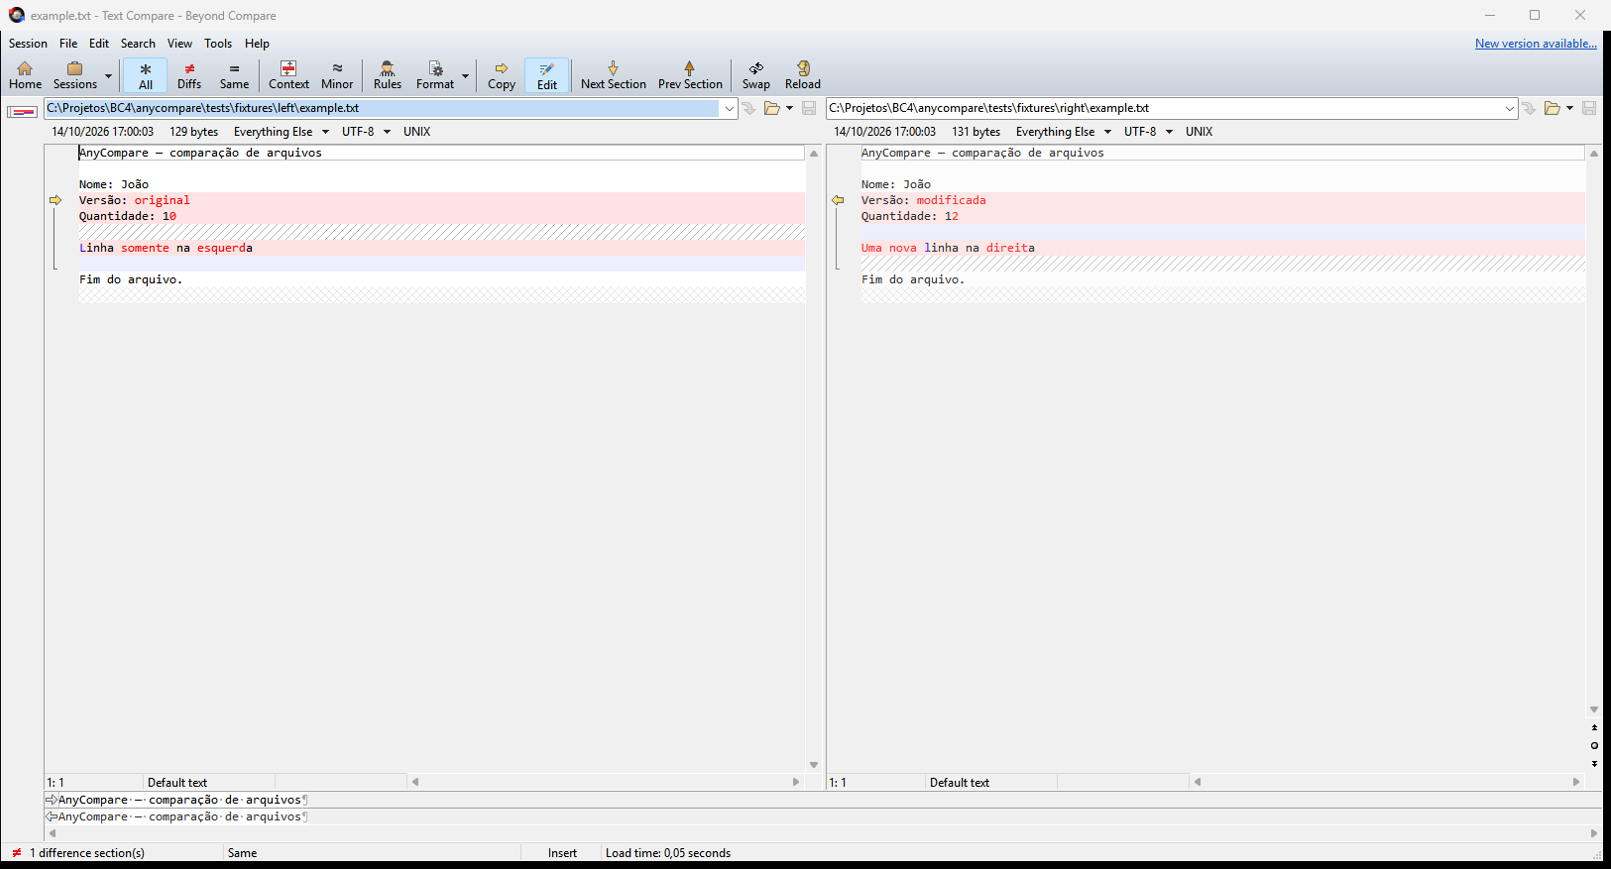 example.txt - Text Compare - Beyond Compare
Session File Edit Search View Tools Help
New version available...
Home Sessions All Diffs Same Context Minor Rules Format Copy Edit Next Section Prev Section Swap Reload
C:\Projetos\BC4\anycompare\tests\fixtures\left\example.txt
14/10/2026 17:00:03 129 bytes Everything Else UTF-8 UNIX
AnyCompare — comparação de arquivos
Nome: João
Versão: original
Quantidade: 10
Linha somente na esquerda
Fim do arquivo.
1: 1 Default text
C:\Projetos\BC4\anycompare\tests\fixtures\right\example.txt
14/10/2026 17:00:03 131 bytes Everything Else UTF-8 UNIX
AnyCompare — comparação de arquivos
Nome: João
Versão: modificada
Quantidade: 12
Uma nova linha na direita
Fim do arquivo.
1: 1 Default text
AnyCompare·—·comparação·de·arquivos¶
AnyCompare·—·comparação·de·arquivos¶
1 difference section(s) Same Insert Load time: 0,05 seconds